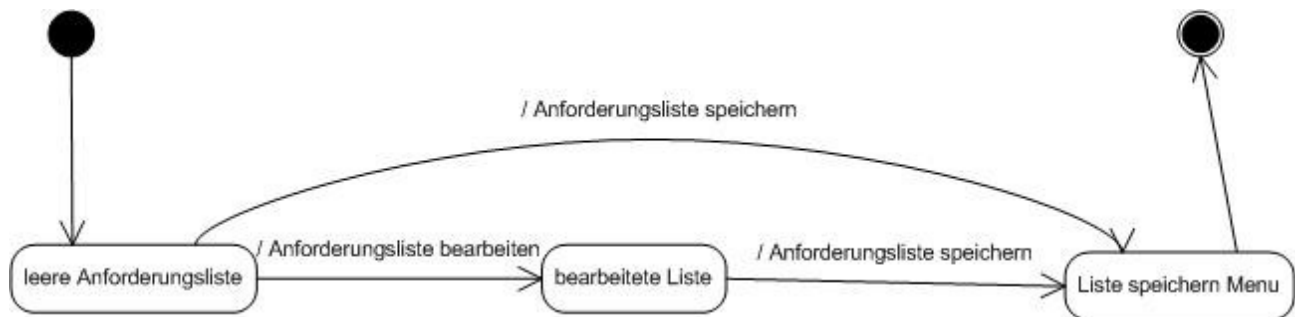 / Anforderungsliste speichern
/ Anforderungsliste bearbeiten
/ Anforderungsliste speichern
leere Anforderungsliste
bearbeitete Liste
Liste speichern Menu